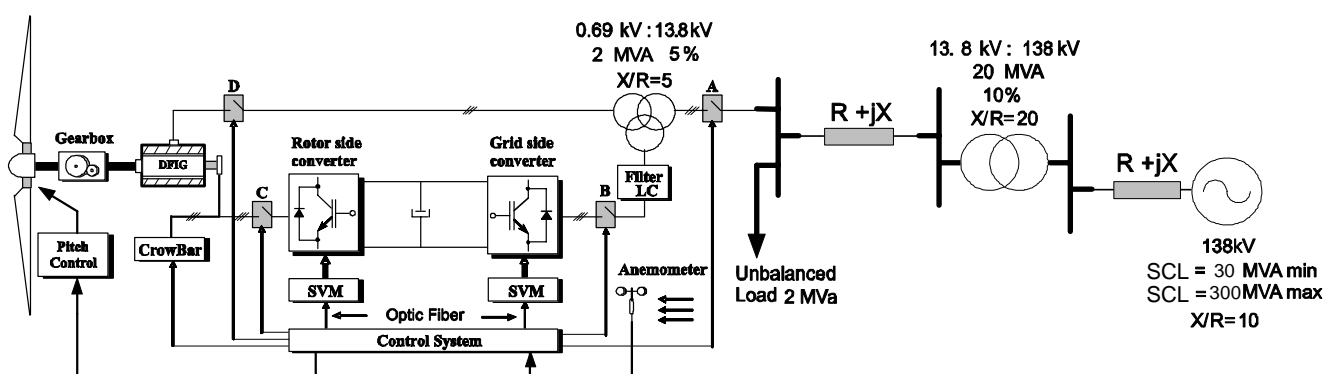 0.69 kV : 13.8kV
2 MVA 5%
X/R=5
13. 8 kV : 138 kV
20 MVA
10%
X/R=20
D
A
Gearbox
DFIG
Rotor side
converter
Grid side
converter
R +jX
R +jX
Filter
LC
C
B
CrowBar
Pitch
Control
SVM
SVM
Optic Fiber
Anemometer
Control System
Unbalanced
Load 2 MVa
138kV
SCL = 30 MVA min
SCL = 300 MVA max
X/R=10